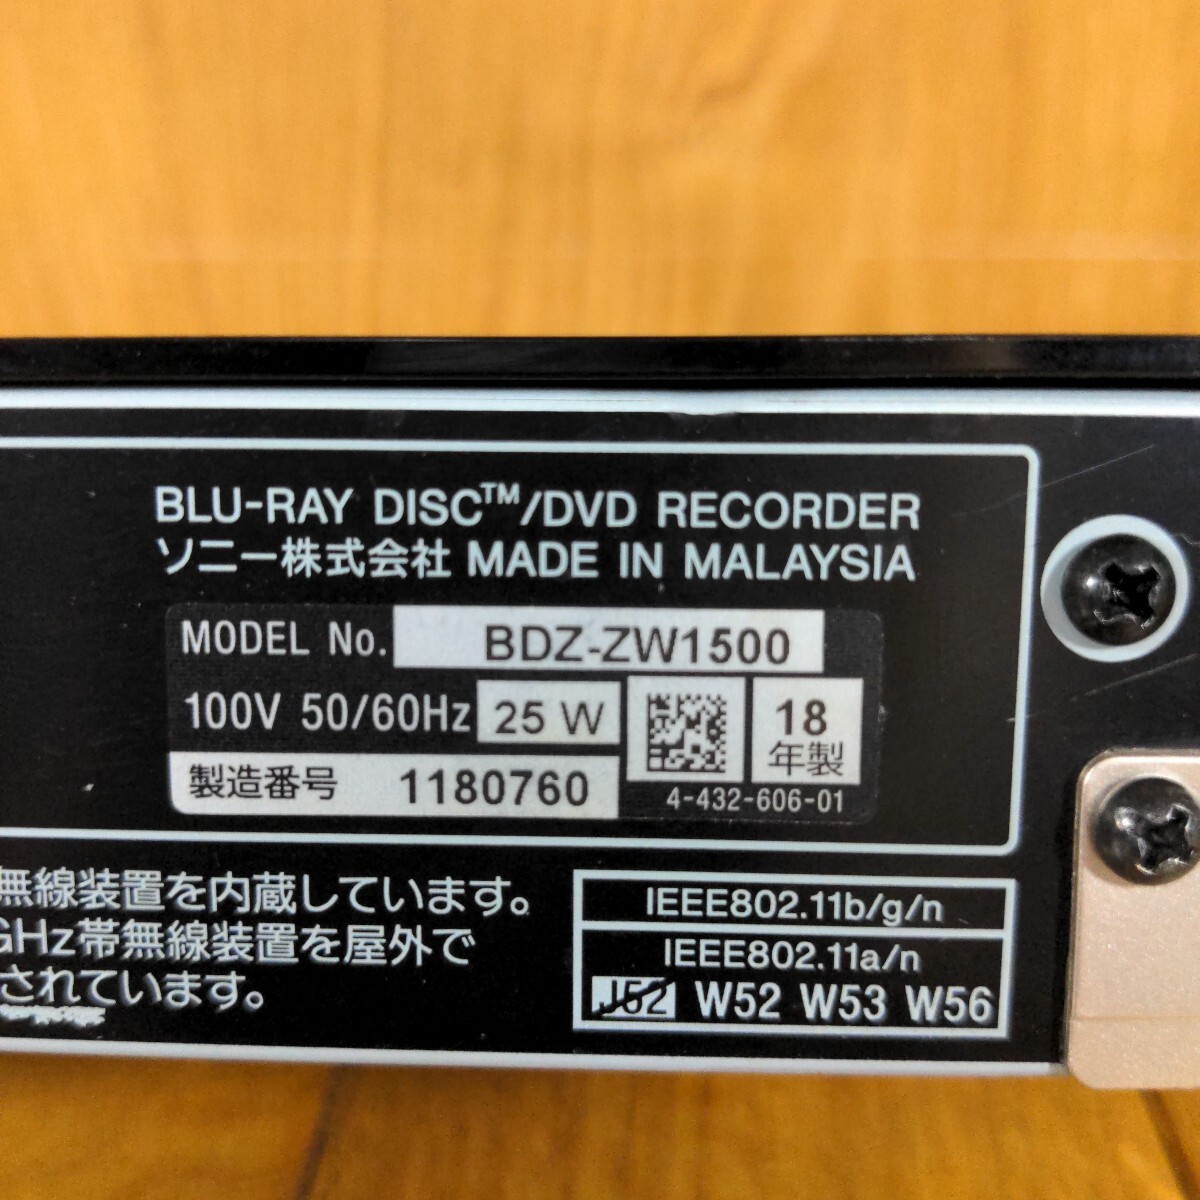 BLU-RAY DISC™/DVD RECORDER
ソニー株式会社 MADE IN MALAYSIA
MODEL No. BDZ-ZW1500
100V 50/60Hz 25 W
18
年製
製造番号 1180760
4-432-606-01
無線装置を内蔵しています。
GHz帯無線装置を屋外で
されています。
IEEE802.11b/g/n
IEEE802.11a/n
J52 W52 W53 W56